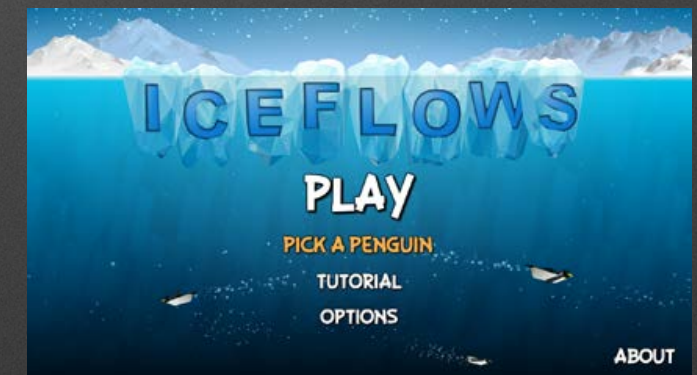 ICEFLOWS
PLAY
PICK A PENGUIN
TUTORIAL
OPTIONS
ABOUT